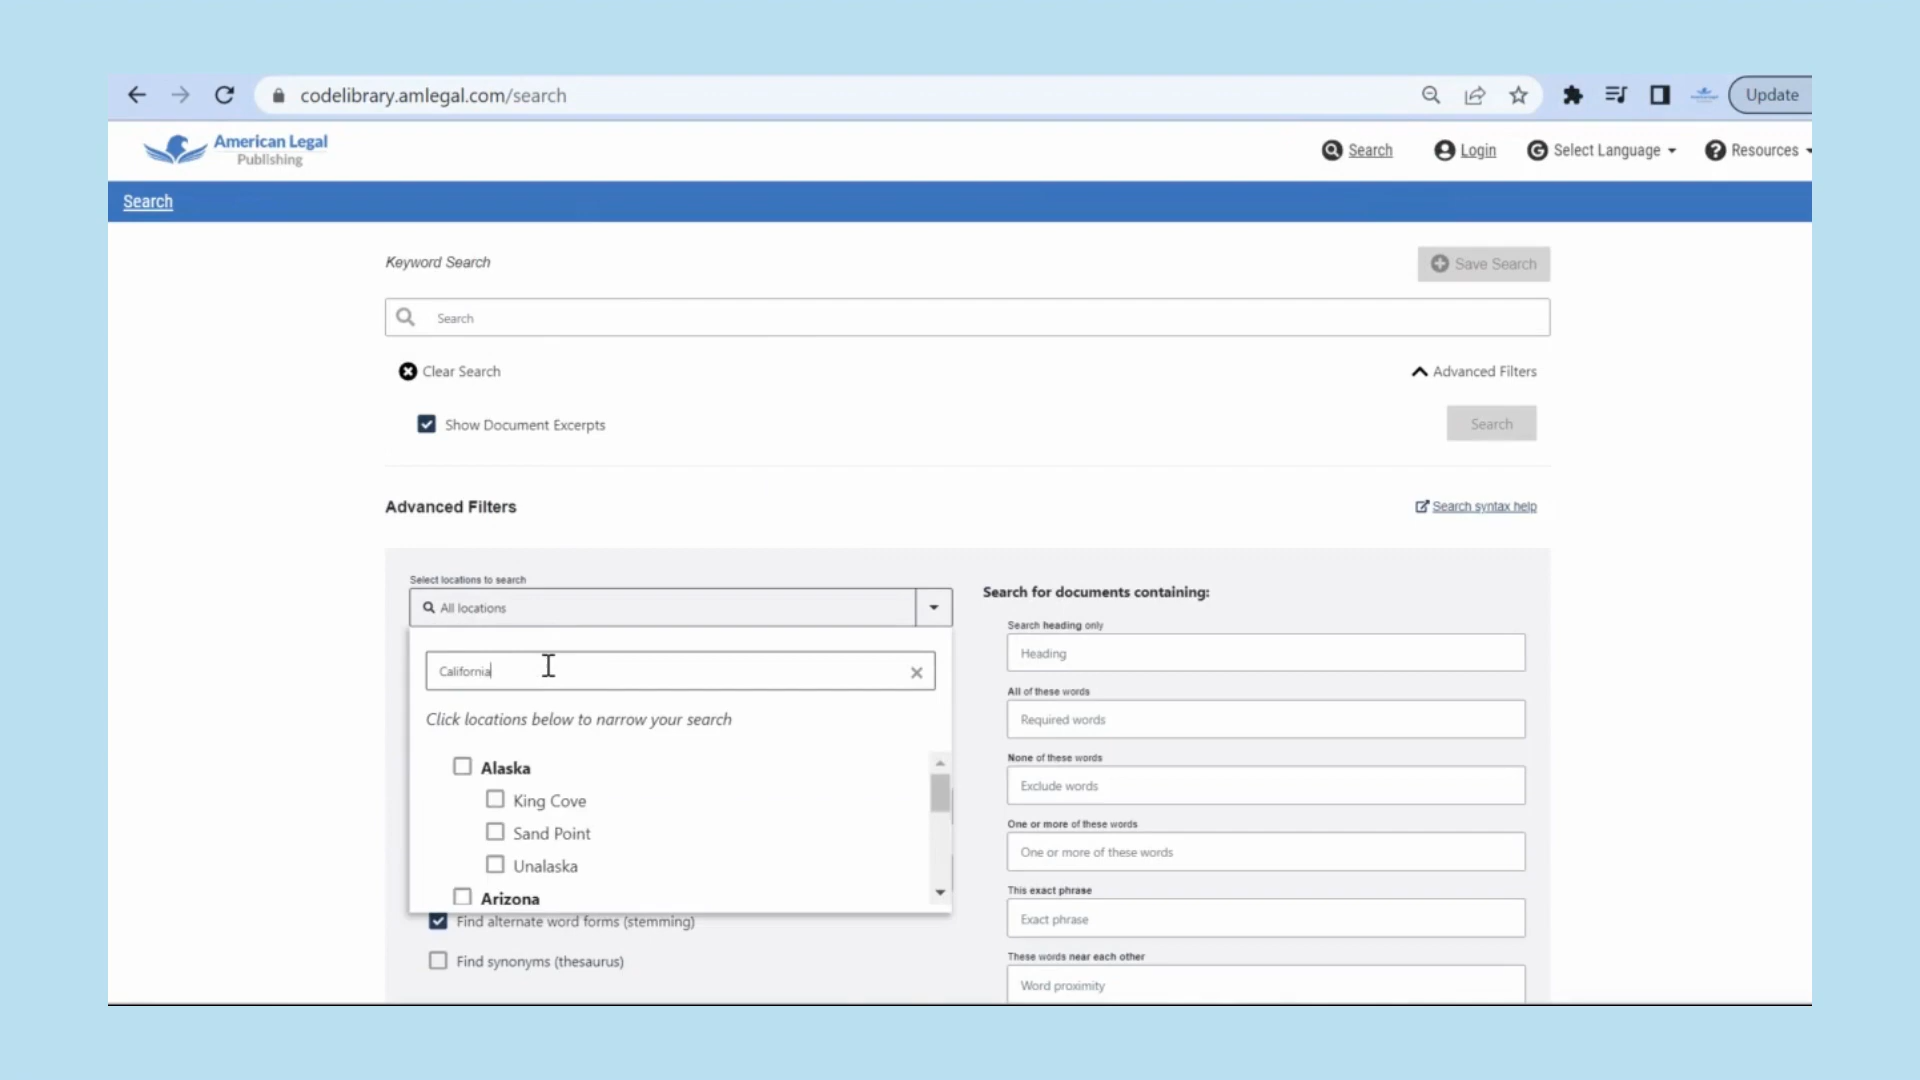 codelibrary.amlegal.com/search
Update
American Legal
Publishing
Search
Login
Select Language
Resources
Search
Keyword Search
Save Search
Search
Clear Search
Advanced Filters
Show Document Excerpts
Search
Advanced Filters
Search syntax help
Select locations to search
All locations
California
Click locations below to narrow your search
Alaska
King Cove
Sand Point
Unalaska
Arizona
Find alternate word forms (stemming)
Find synonyms (thesaurus)
Search for documents containing:
Search heading only
Heading
All of these words
Required words
None of these words
Exclude words
One or more of these words
One or more of these words
This exact phrase
Exact phrase
These words near each other
Word proximity